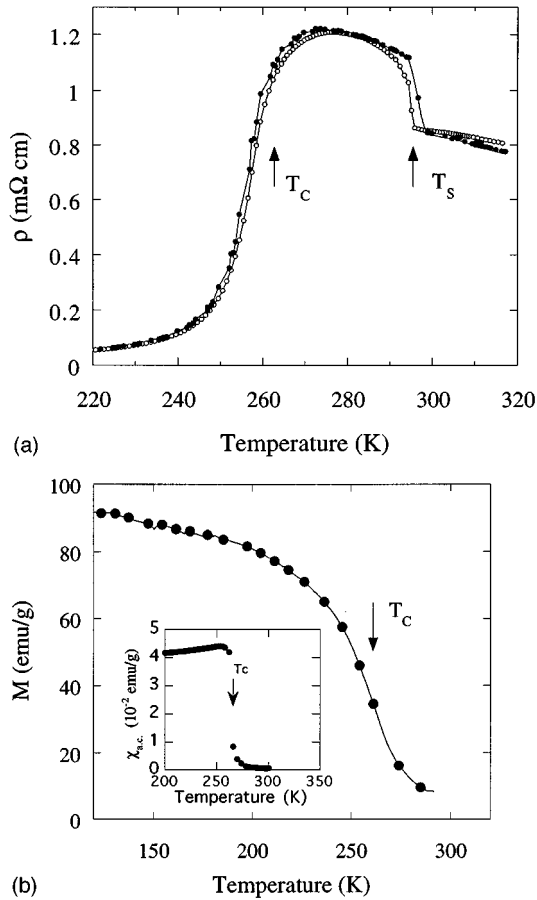 1.2
1
0.8
0.6
0.4
0.2
0
ρ (mΩ cm)
T_C
T_S
220 240 260 280 300 320
(a)
Temperature (K)
100
80
60
40
20
0
M (emu/g)
T_C
5
4
3
2
1
0
χ_a.c. (10^-2 emu/g)
Tc
200 250 300 350
Temperature (K)
150 200 250 300
(b)
Temperature (K)